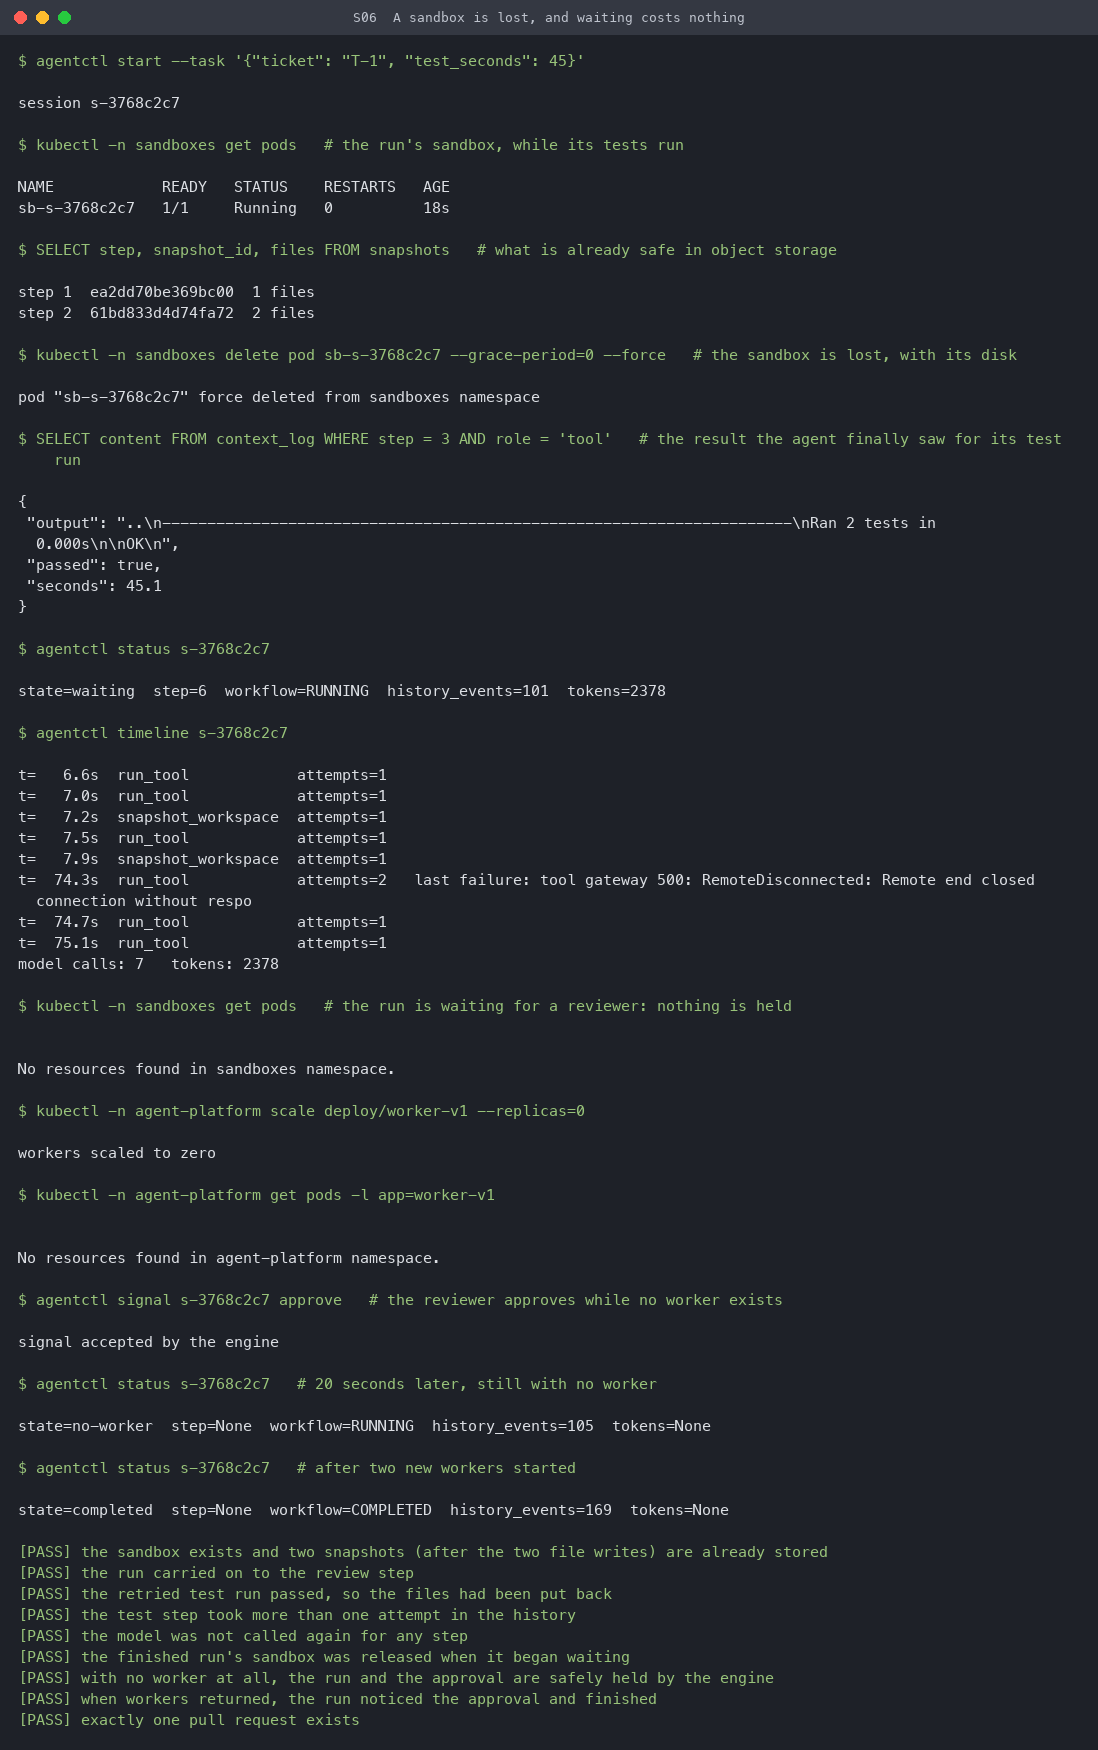 S06  A sandbox is lost, and waiting costs nothing
$ agentctl start --task '{"ticket": "T-1", "test_seconds": 45}'
session s-3768c2c7
$ kubectl -n sandboxes get pods   # the run's sandbox, while its tests run
NAME            READY   STATUS    RESTARTS   AGE
sb-s-3768c2c7   1/1     Running   0          18s
$ SELECT step, snapshot_id, files FROM snapshots   # what is already safe in object storage
step 1  ea2dd70be369bc00  1 files
step 2  61bd833d4d74fa72  2 files
$ kubectl -n sandboxes delete pod sb-s-3768c2c7 --grace-period=0 --force   # the sandbox is lost, with its disk
pod "sb-s-3768c2c7" force deleted from sandboxes namespace
$ SELECT content FROM context_log WHERE step = 3 AND role = 'tool'   # the result the agent finally saw for its test
    run
{
 "output": "..\n----------------------------------------------------------------------\nRan 2 tests in
  0.000s\n\nOK\n",
 "passed": true,
 "seconds": 45.1
}
$ agentctl status s-3768c2c7
state=waiting  step=6  workflow=RUNNING  history_events=101  tokens=2378
$ agentctl timeline s-3768c2c7
t=   6.6s  run_tool            attempts=1
t=   7.0s  run_tool            attempts=1
t=   7.2s  snapshot_workspace  attempts=1
t=   7.5s  run_tool            attempts=1
t=   7.9s  snapshot_workspace  attempts=1
t=  74.3s  run_tool            attempts=2   last failure: tool gateway 500: RemoteDisconnected: Remote end closed
  connection without respo
t=  74.7s  run_tool            attempts=1
t=  75.1s  run_tool            attempts=1
model calls: 7   tokens: 2378
$ kubectl -n sandboxes get pods   # the run is waiting for a reviewer: nothing is held
No resources found in sandboxes namespace.
$ kubectl -n agent-platform scale deploy/worker-v1 --replicas=0
workers scaled to zero
$ kubectl -n agent-platform get pods -l app=worker-v1
No resources found in agent-platform namespace.
$ agentctl signal s-3768c2c7 approve   # the reviewer approves while no worker exists
signal accepted by the engine
$ agentctl status s-3768c2c7   # 20 seconds later, still with no worker
state=no-worker  step=None  workflow=RUNNING  history_events=105  tokens=None
$ agentctl status s-3768c2c7   # after two new workers started
state=completed  step=None  workflow=COMPLETED  history_events=169  tokens=None
[PASS] the sandbox exists and two snapshots (after the two file writes) are already stored
[PASS] the run carried on to the review step
[PASS] the retried test run passed, so the files had been put back
[PASS] the test step took more than one attempt in the history
[PASS] the model was not called again for any step
[PASS] the finished run's sandbox was released when it began waiting
[PASS] with no worker at all, the run and the approval are safely held by the engine
[PASS] when workers returned, the run noticed the approval and finished
[PASS] exactly one pull request exists